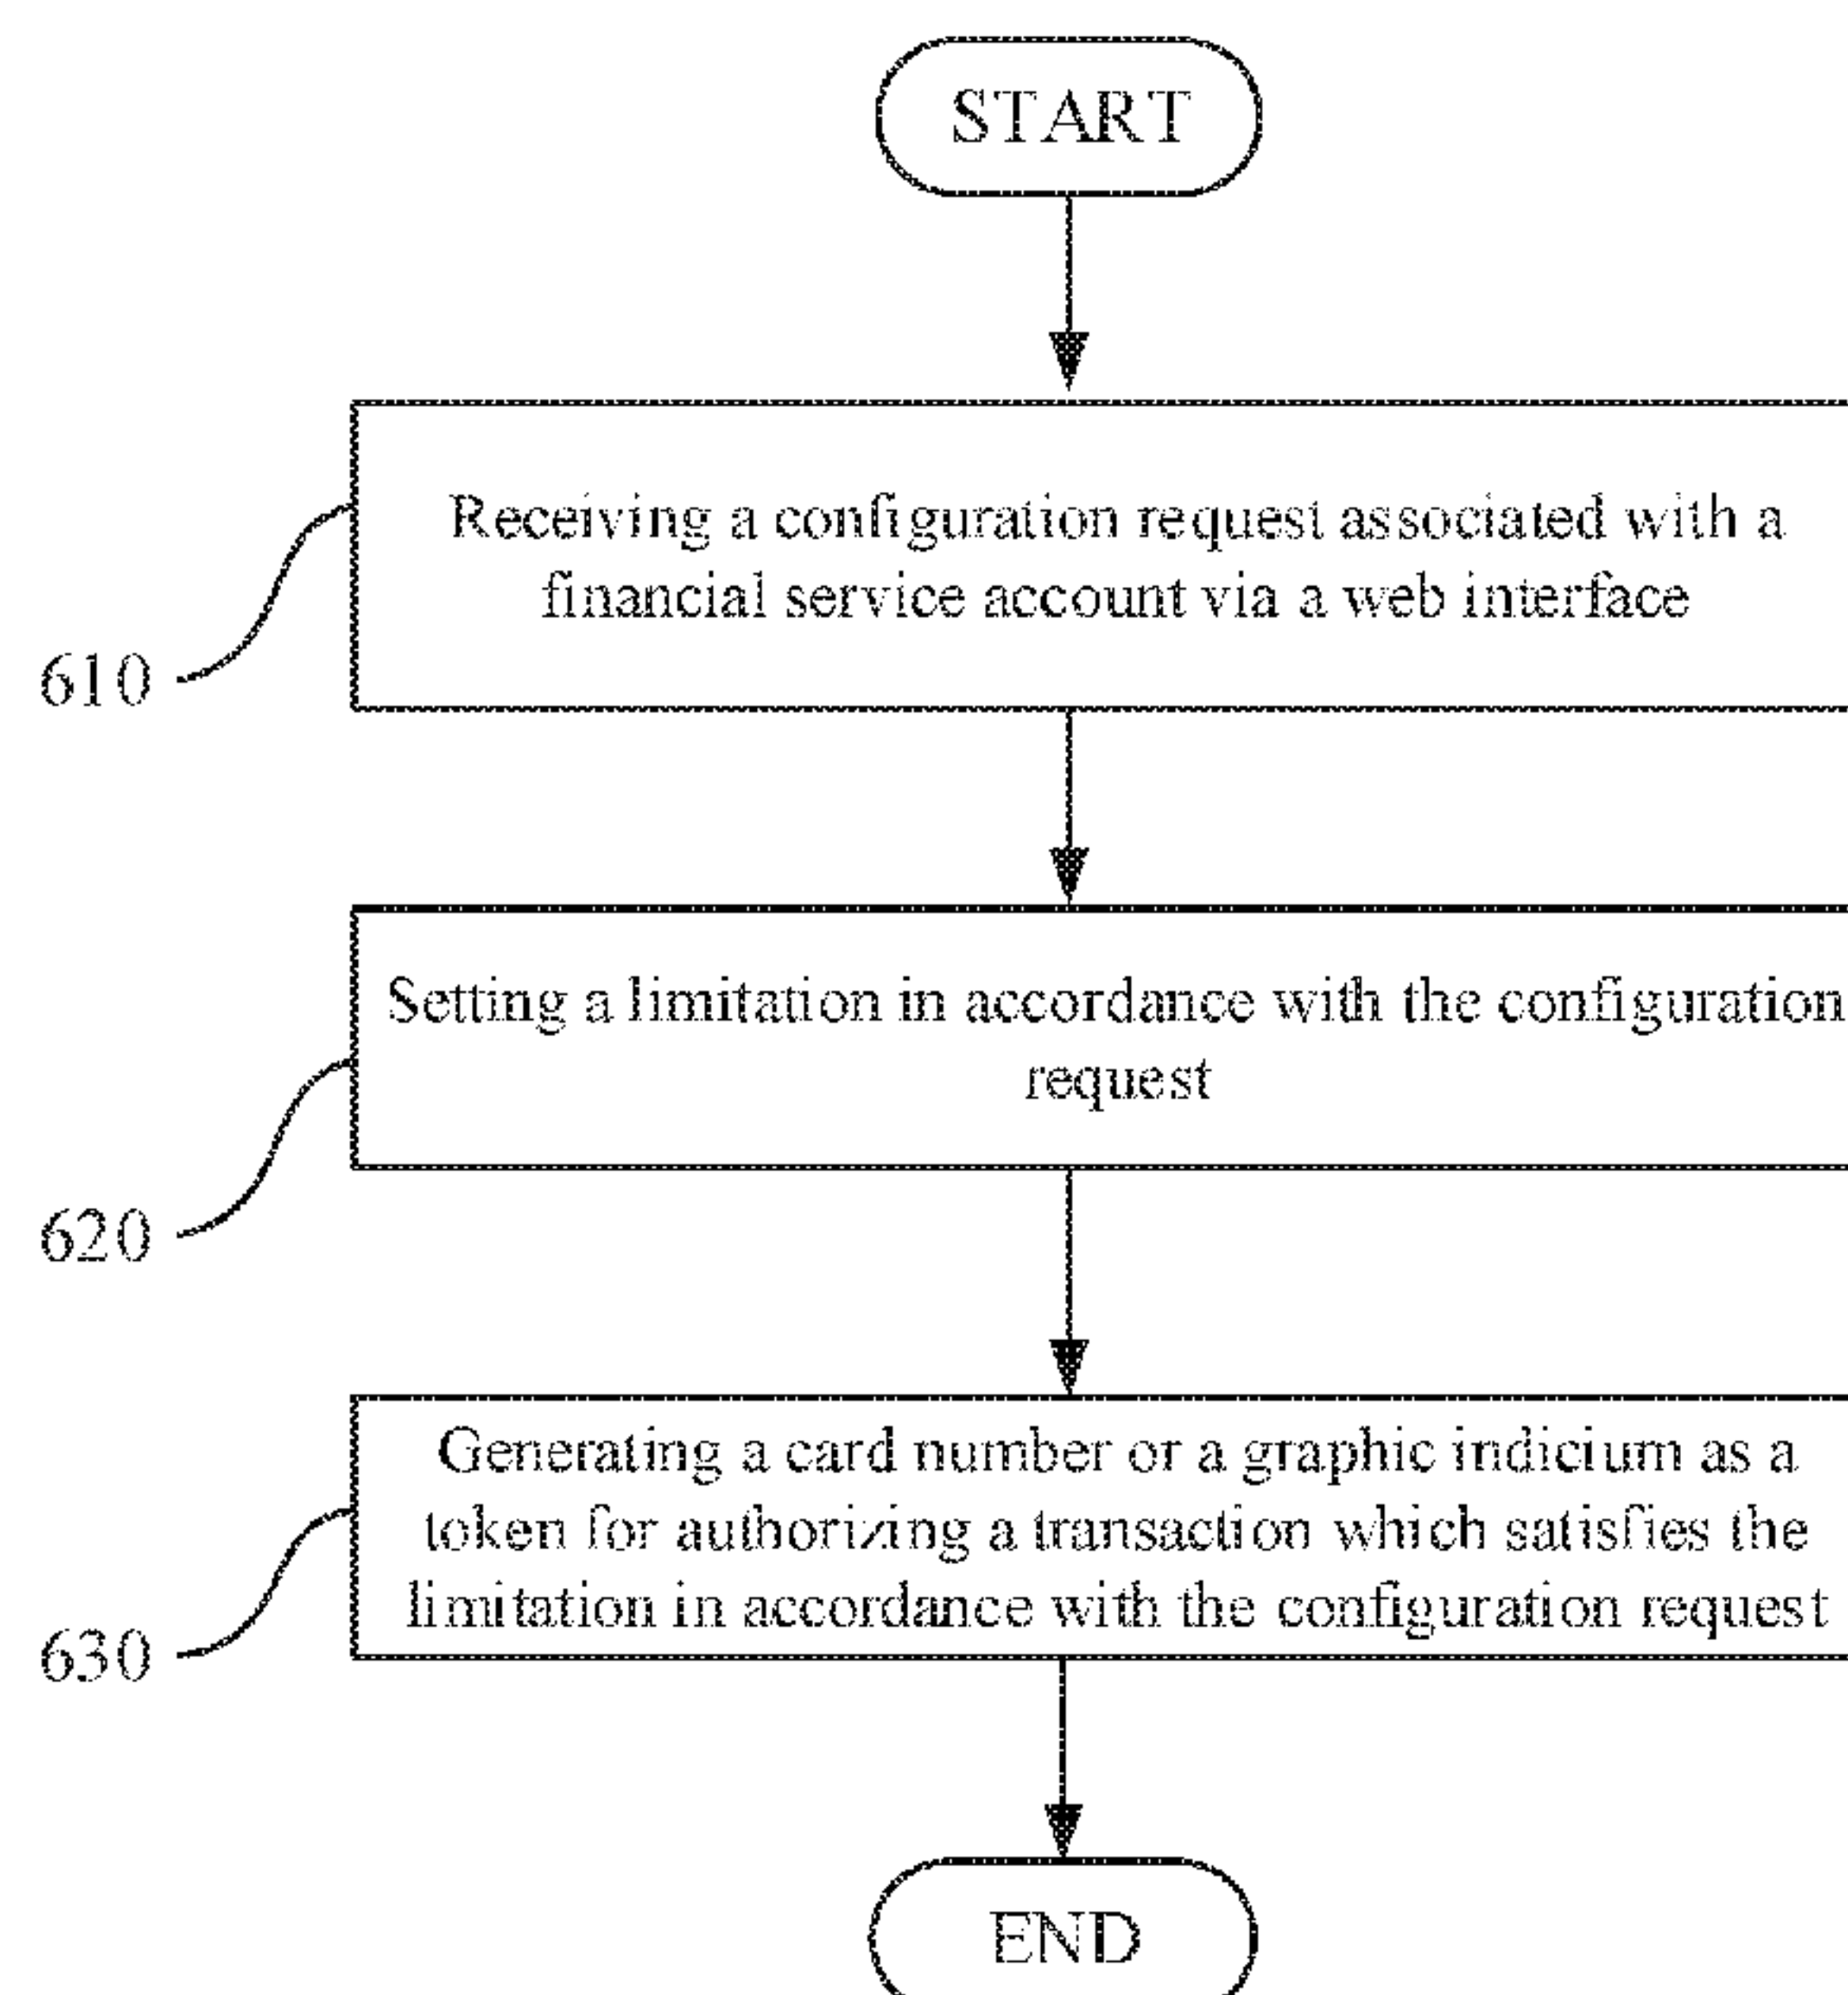 START
Receiving a configuration request associated with a
financial service account via a web interface
610
Setting a limitation in accordance with the configuration
request
620
Generating a card number or a graphic indicium as a
token for authorizing a transaction which satisfies the
limitation in accordance with the configuration request
630
END